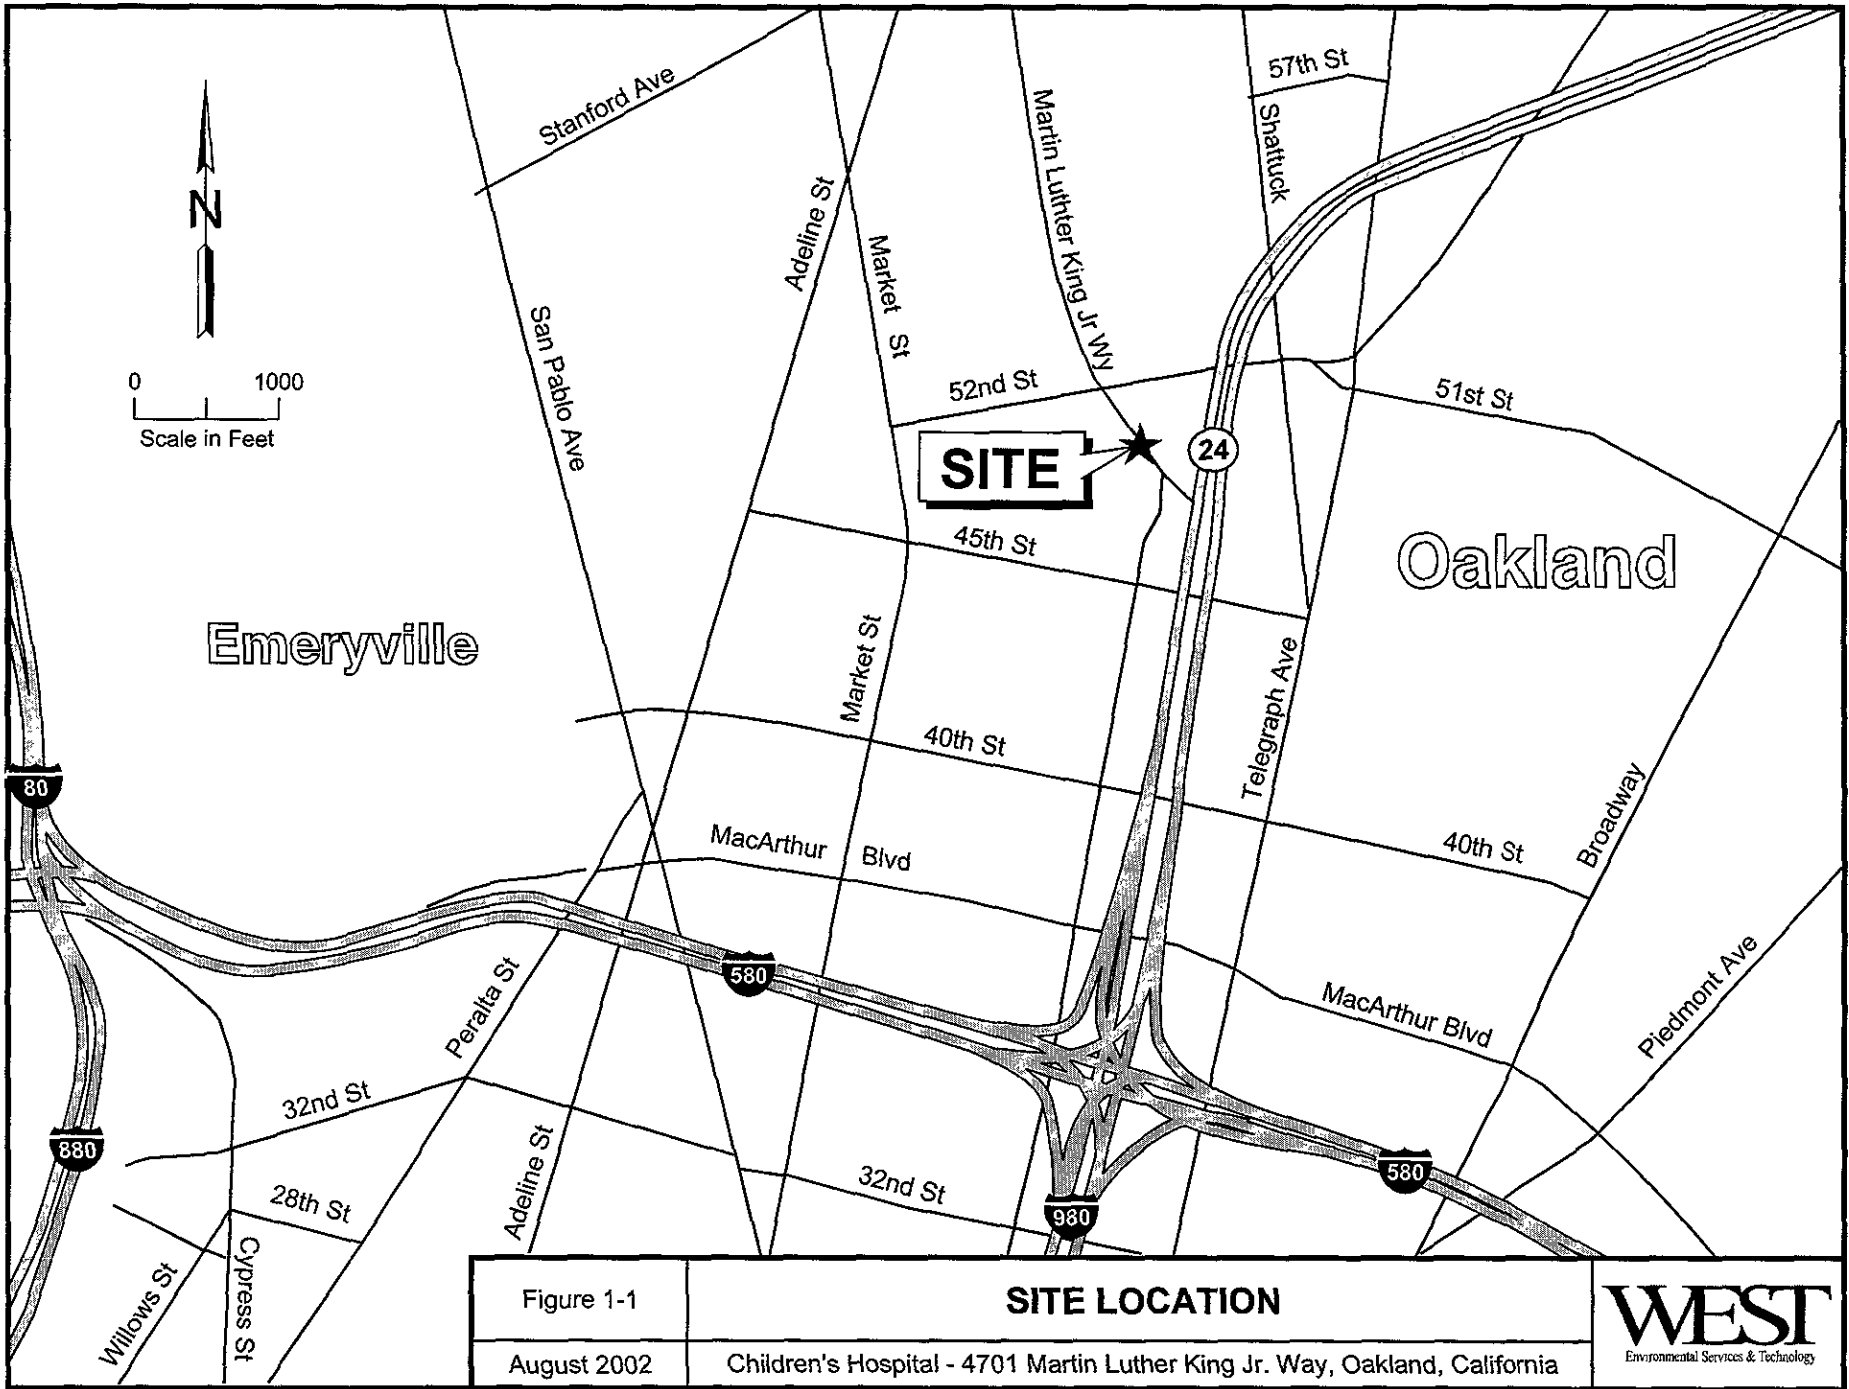 57th St
Stanford Ave
Martin Luthter King Jr Wy
Shattuck
N
Adeline St
Market St
San Pablo Ave
0 1000
Scale in Feet
52nd St
51st St
24
SITE
45th St
Oakland
Emeryville
Market St
Telegraph Ave
40th St
80
Broadway
MacArthur Blvd
40th St
580
Peralta St
Piedmont Ave
MacArthur Blvd
32nd St
880
580
Adeline St
32nd St
28th St
980
Willows St
Cypress St
Figure 1-1
SITE LOCATION
August 2002
Children's Hospital - 4701 Martin Luther King Jr. Way, Oakland, California
WEST
Environmental Services & Technology